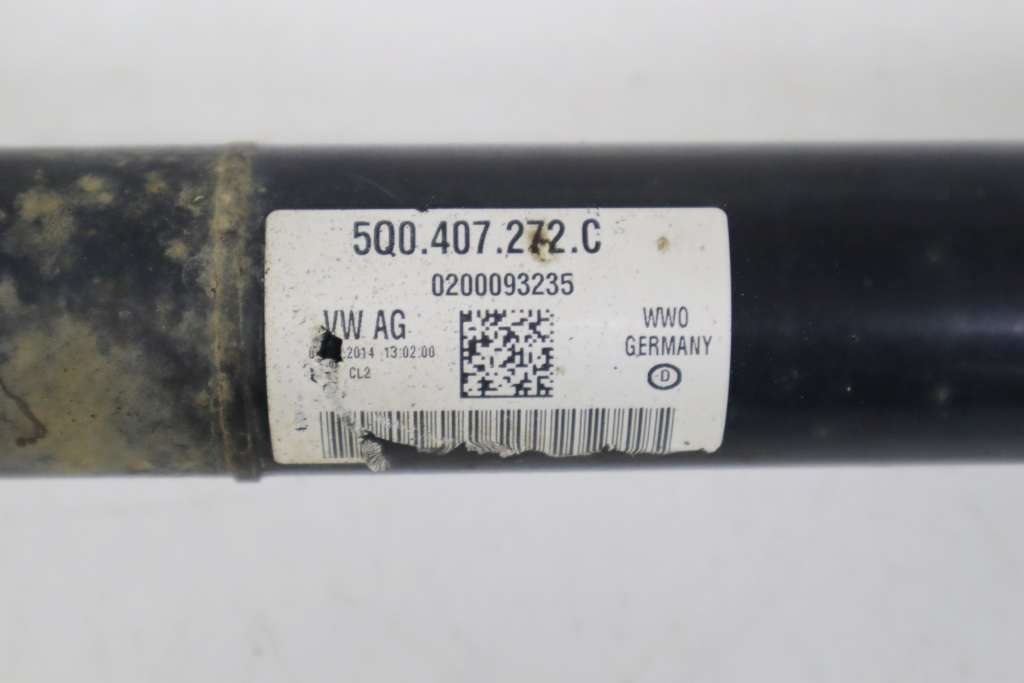 5Q0.407.272.C
0200093235
VW AG
WWO
GERMANY
2014 13:02:00
CL2
D